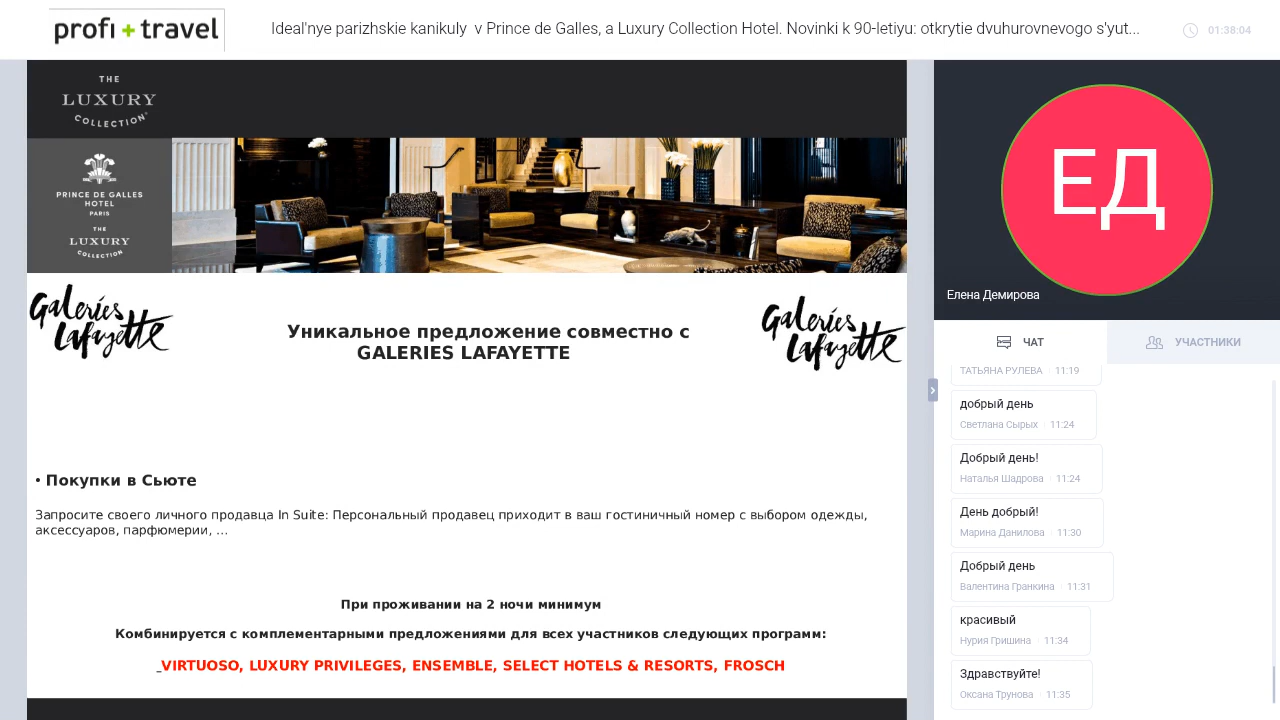 profi + travel
Ideal'nye parizhskie kanikuly v Prince de Galles, a Luxury Collection Hotel. Novinki k 90-letiyu: otkrytie dvuhurovnevogo s'yut...
01:38:04
THE
LUXURY
COLLECTION
PRINCE DE GALLES
HOTEL
PARIS
THE
LUXURY
COLLECTION
Galeries
Lafayette
Уникальное предложение совместно с
GALERIES LAFAYETTE
Galeries
Lafayette
• Покупки в Сьюте
Запросите своего личного продавца In Suite: Персональный продавец приходит в ваш гостиничный номер с выбором одежды,
аксессуаров, парфюмерии, ...
При проживании на 2 ночи минимум
Комбинируется с комплементарными предложениями для всех участников следующих программ:
_VIRTUOSO, LUXURY PRIVILEGES, ENSEMBLE, SELECT HOTELS & RESORTS, FROSCH
ЕД
Елена Демирова
ЧАТ
УЧАСТНИКИ
ТАТЬЯНА РУЛЕВА 11:19
добрый день
Светлана Сырых 11:24
Добрый день!
Наталья Шадрова 11:24
День добрый!
Марина Данилова 11:30
Добрый день
Валентина Гранкина 11:31
красивый
Нурия Гришина 11:34
Здравствуйте!
Оксана Трунова 11:35